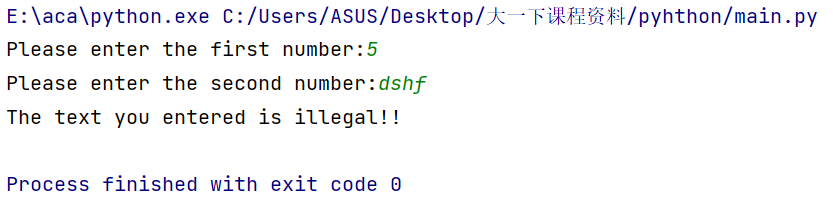 E:\aca\python.exe C:/Users/ASUS/Desktop/大一下课程资料/pyhthon/main.py
Please enter the first number:5
Please enter the second number:dshf
The text you entered is illegal!!
Process finished with exit code 0